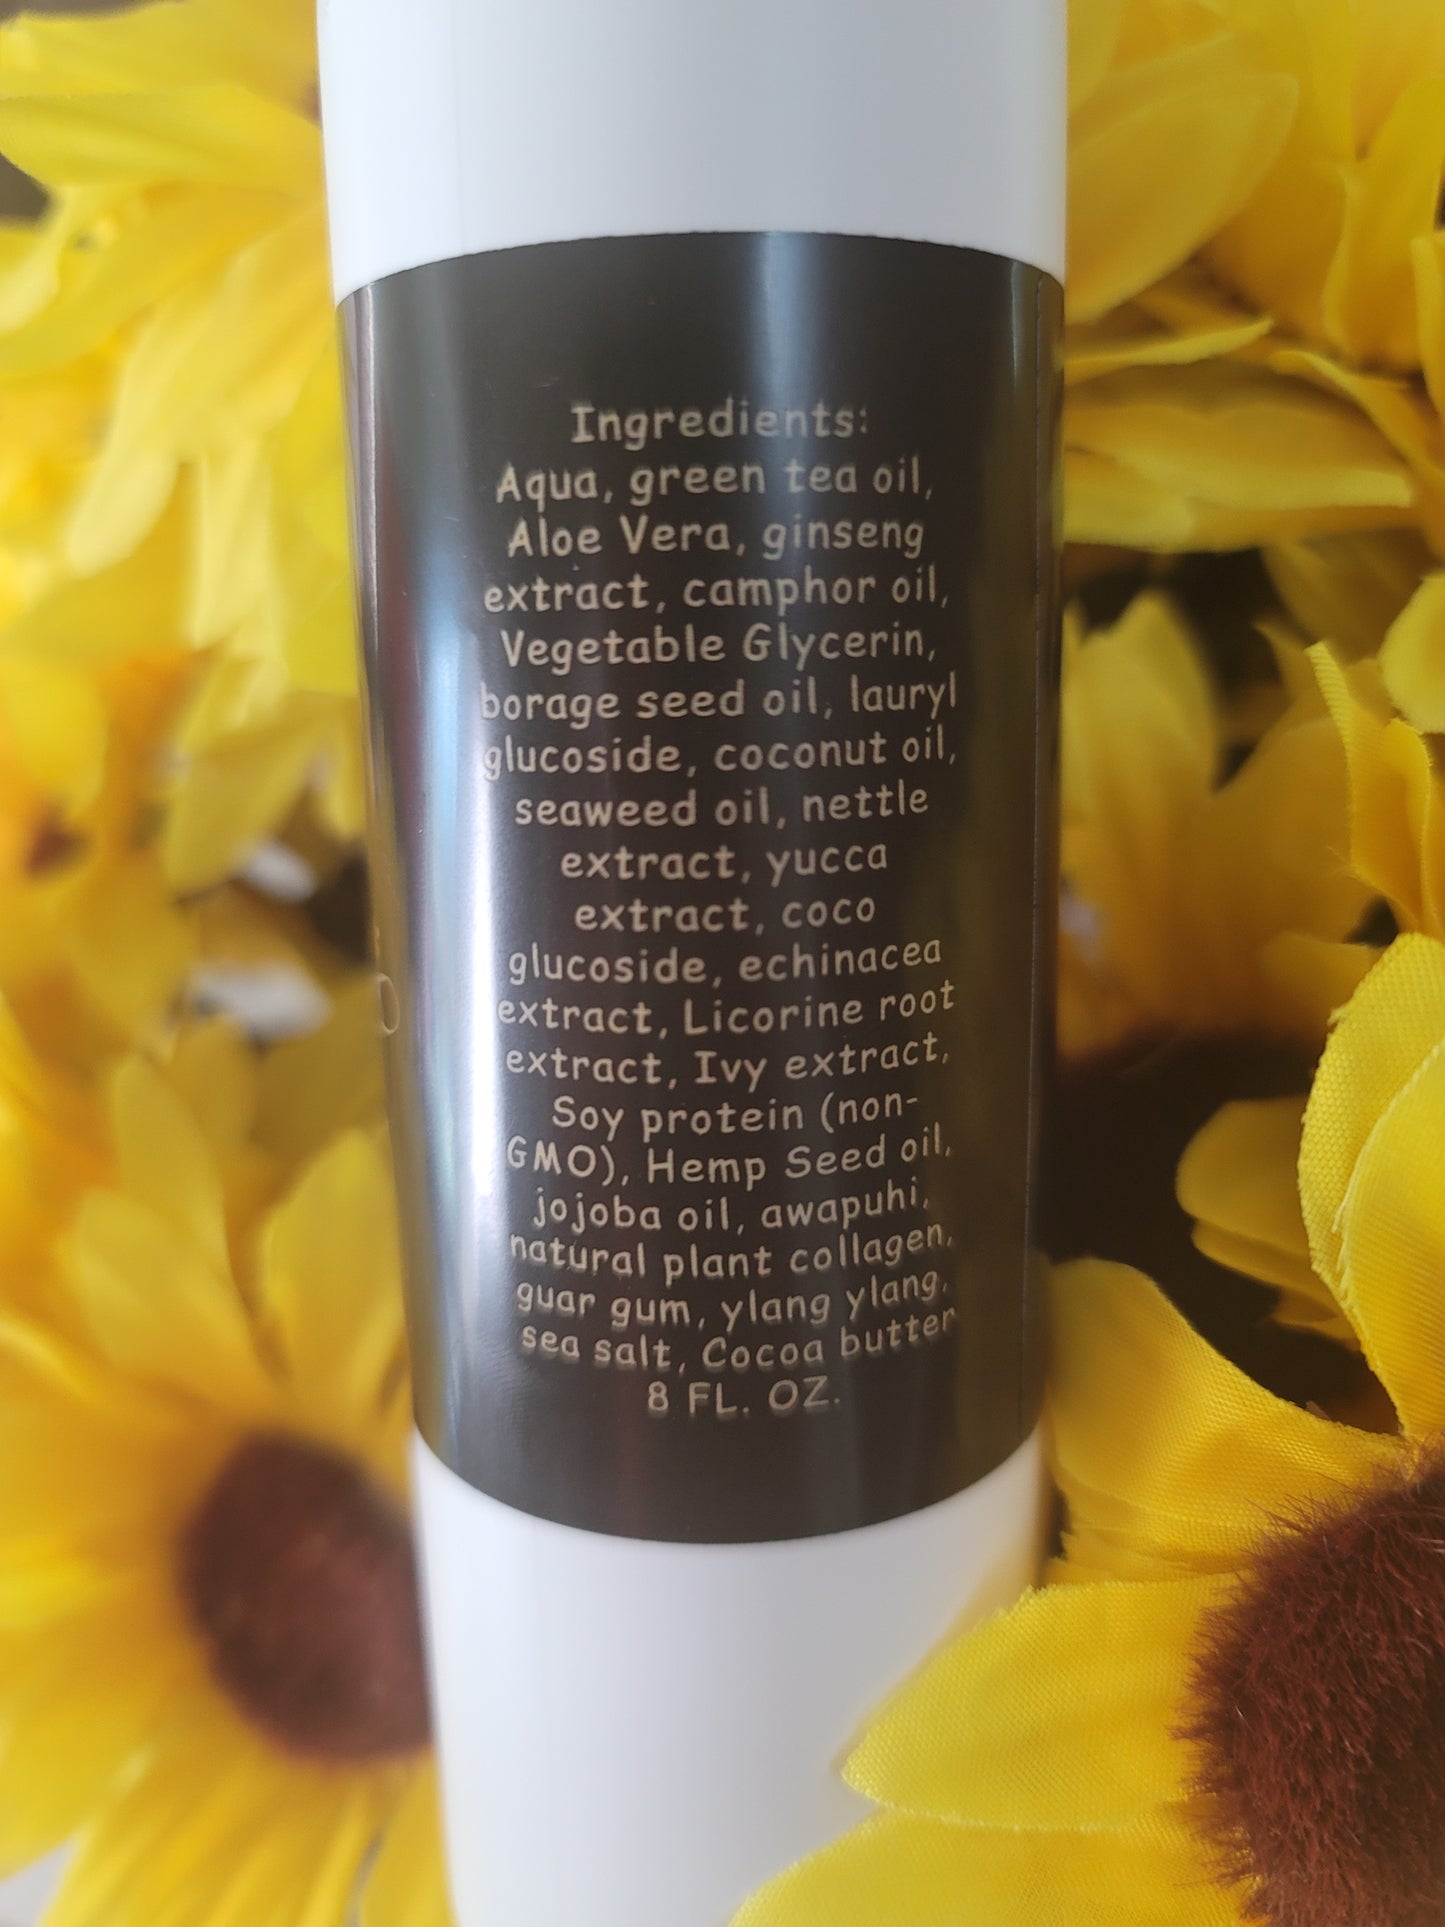 Ingredients:
Aqua, green tea oil,
Aloe Vera, ginseng
extract, camphor oil,
Vegetable Glycerin,
borage seed oil, lauryl
glucoside, coconut oil,
seaweed oil, nettle
extract, yucca
extract, coco
glucoside, echinacea
extract, Licorine root
extract, Ivy extract,
Soy protein (non-
GMO), Hemp Seed oil,
jojoba oil, awapuhi,
natural plant collagen,
guar gum, ylang ylang,
sea salt, Cocoa butter
8 FL. OZ.